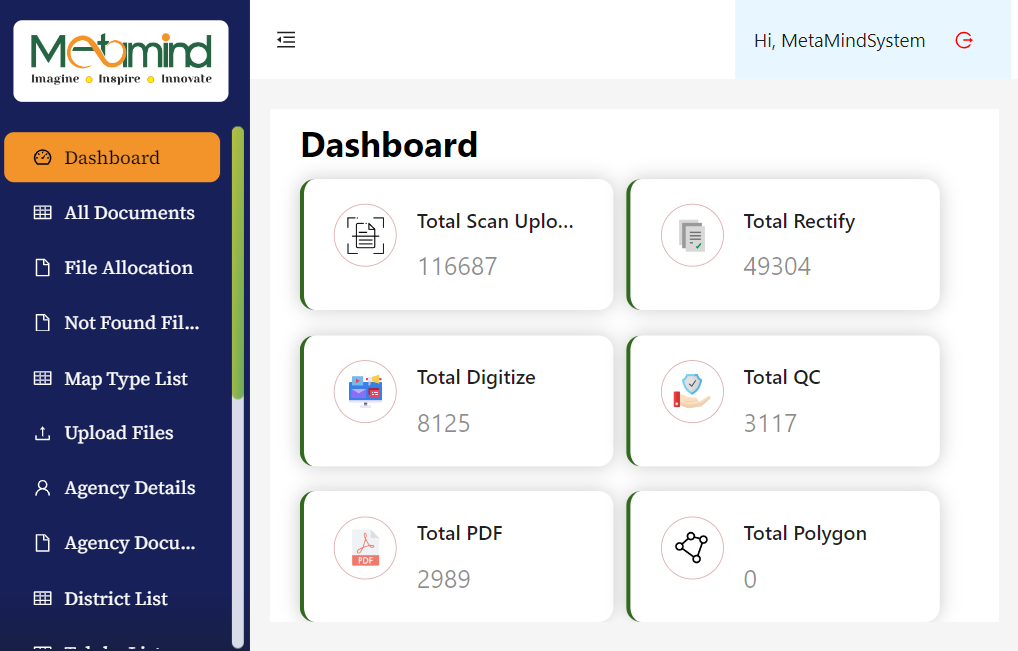 Metamind
Imagine Inspire Innovate
Hi, MetaMindSystem
Dashboard
All Documents
File Allocation
Not Found Fil...
Map Type List
Upload Files
Agency Details
Agency Docu...
District List
Dashboard
Total Scan Uplo...
116687
Total Rectify
49304
Total Digitize
8125
Total QC
3117
PDF
Total PDF
2989
Total Polygon
0